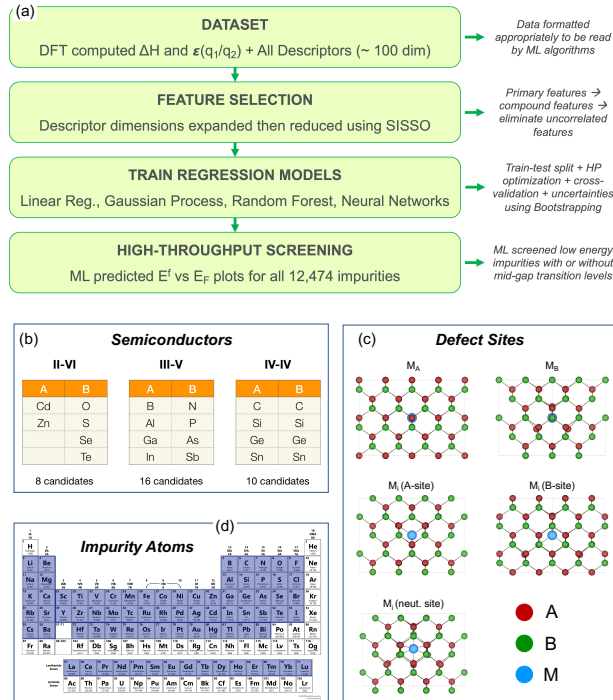 (a)
DATASET
DFT computed ΔH and ε(q₁/q₂) + All Descriptors (~ 100 dim)
Data formatted
appropriately to be read
by ML algorithms
FEATURE SELECTION
Descriptor dimensions expanded then reduced using SISSO
Primary features →
compound features →
eliminate uncorrelated
features
TRAIN REGRESSION MODELS
Linear Reg., Gaussian Process, Random Forest, Neural Networks
Train-test split + HP
optimization + cross-
validation + uncertainties
using Bootstrapping
HIGH-THROUGHPUT SCREENING
ML predicted Eᶠ vs E_F plots for all 12,474 impurities
ML screened low energy
impurities with or without
mid-gap transition levels
(b)
Semiconductors
II-VI III-V IV-IV
A B A B A B
Cd O B N C C
Zn S Al P Si Si
Se Ga As Ge Ge
Te In Sb Sn Sn
8 candidates 16 candidates 10 candidates
(c)
Defect Sites
M_A M_B
M_i (A-site) M_i (B-site)
M_i (neut. site)
A
B
M
(d)
Impurity Atoms
H He
Li Be B C N O F Ne
Na Mg Al Si P S Cl Ar
K Ca Sc Ti V Cr Mn Fe Co Ni Cu Zn Ga Ge As Se Br Kr
Rb Sr Y Zr Nb Mo Tc Ru Rh Pd Ag Cd In Sn Sb Te I Xe
Cs Ba Hf Ta W Re Os Ir Pt Au Hg Tl Pb Bi Po At Rn
Fr Ra Rf Db Sg Bh Hs Mt Ds Rg Cn Nh Fl Mc Lv Ts Og
La Ce Pr Nd Pm Sm Eu Gd Tb Dy Ho Er Tm Yb Lu
Ac Th Pa U Np Pu Am Cm Bk Cf Es Fm Md No Lr